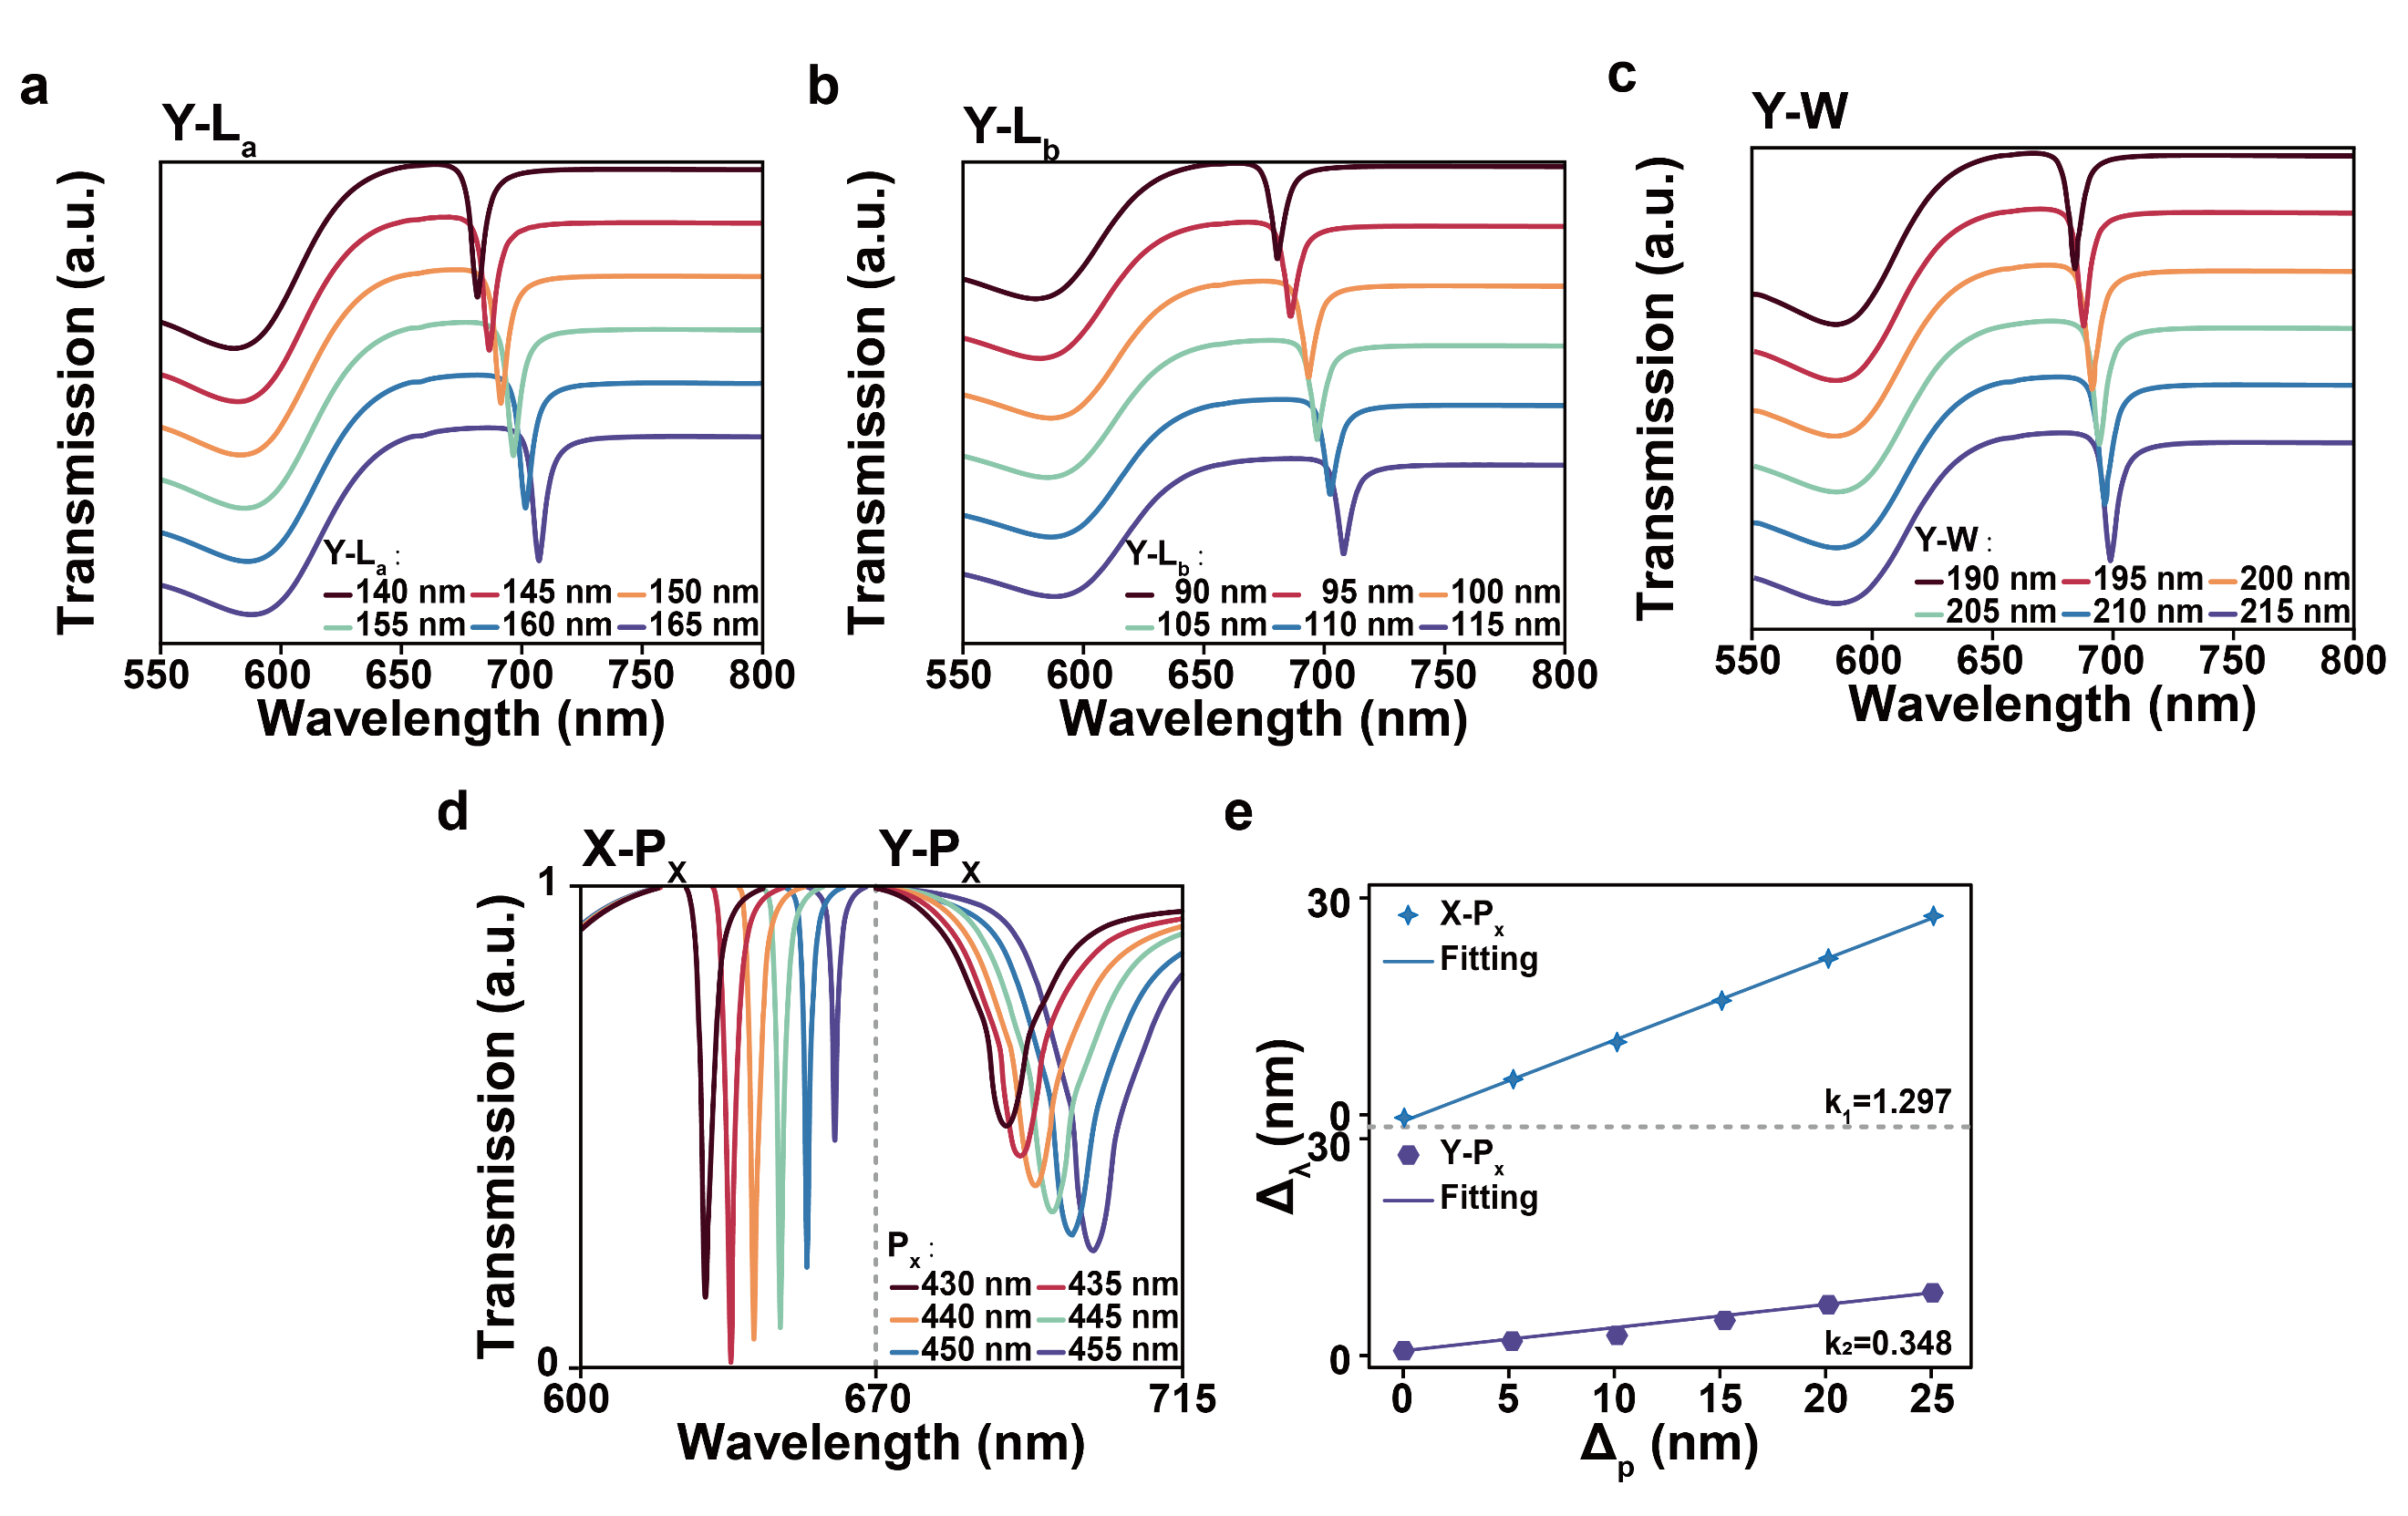 a
Y-La
Transmission (a.u.)
Y-La :
140 nm 145 nm 150 nm
155 nm 160 nm 165 nm
550 600 650 700 750 800
Wavelength (nm)
b
Y-Lb
Transmission (a.u.)
Y-Lb :
90 nm 95 nm 100 nm
105 nm 110 nm 115 nm
550 600 650 700 750 800
Wavelength (nm)
c
Y-W
Transmission (a.u.)
Y-W :
190 nm 195 nm 200 nm
205 nm 210 nm 215 nm
550 600 650 700 750 800
Wavelength (nm)
d
X-Px Y-Px
1
Transmission (a.u.)
Px :
430 nm 435 nm
440 nm 445 nm
450 nm 455 nm
0
600 670 715
Wavelength (nm)
e
30
X-Px
Fitting
k1=1.297
0
Δλ (nm)
30
Y-Px
Fitting
k₂=0.348
0
0 5 10 15 20 25
Δp (nm)